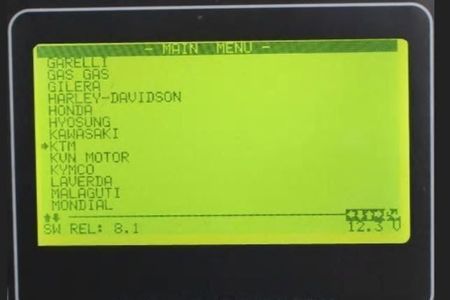 - MAIN MENU -
GARELLI
GAS GAS
GILERA
HARLEY-DAVIDSON
HONDA
HYOSUNG
KAWASAKI
KTM
KVN MOTOR
KYMCO
LAVERDA
MALAGUTI
MONDIAL
SW REL: 8.1 12.3 V